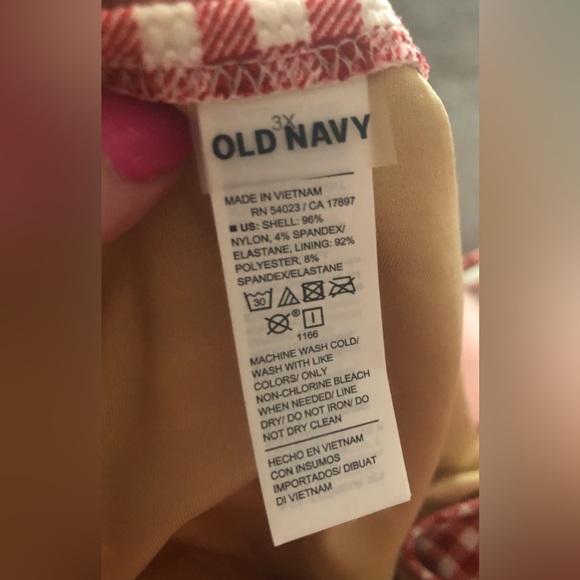 3X
OLD NAVY
MADE IN VIETNAM
RN 54023 / CA 17897
■ US: SHELL: 96%
NYLON, 4% SPANDEX/
ELASTANE, LINING: 92%
POLYESTER, 8%
SPANDEX/ELASTANE
30
®
1166
MACHINE WASH COLD/
WASH WITH LIKE
COLORS/ ONLY
NON-CHLORINE BLEACH
WHEN NEEDED/ LINE
DRY/ DO NOT IRON/ DO
NOT DRY CLEAN
HECHO EN VIETNAM
CON INSUMOS
IMPORTADOS/ DIBUAT
DI VIETNAM